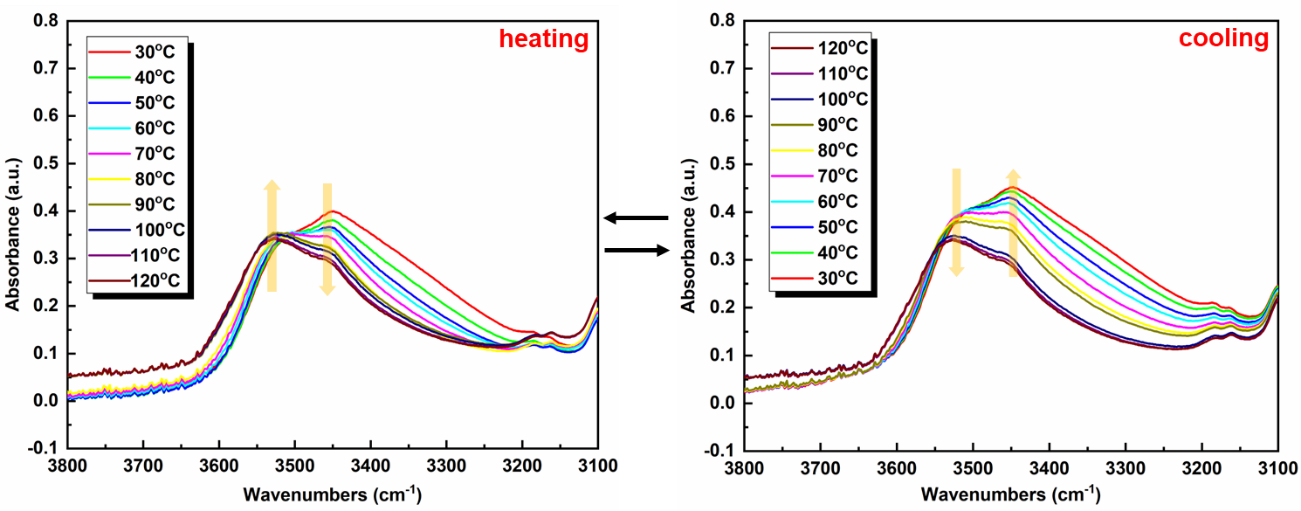 heating
30°C
40°C
50°C
60°C
70°C
80°C
90°C
100°C
110°C
120°C
Absorbance (a.u.)
0.8
0.7
0.6
0.5
0.4
0.3
0.2
0.1
0.0
-0.1
3800 3700 3600 3500 3400 3300 3200 3100
Wavenumbers (cm⁻¹)
cooling
120°C
110°C
100°C
90°C
80°C
70°C
60°C
50°C
40°C
30°C
Absorbance (a.u.)
0.8
0.7
0.6
0.5
0.4
0.3
0.2
0.1
0.0
-0.1
3800 3700 3600 3500 3400 3300 3200 3100
Wavenumbers (cm⁻¹)